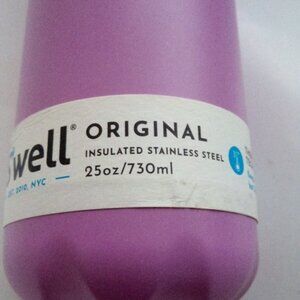 S'well®
ORIGINAL
INSULATED STAINLESS STEEL
25oz/730ml
EST. 2010, NYC